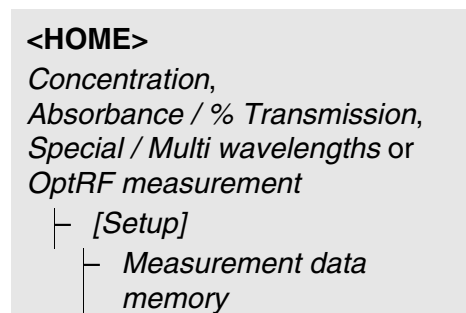 <HOME>
Concentration,
Absorbance / % Transmission,
Special / Multi wavelengths or
OptRF measurement
– [Setup]
– Measurement data
memory